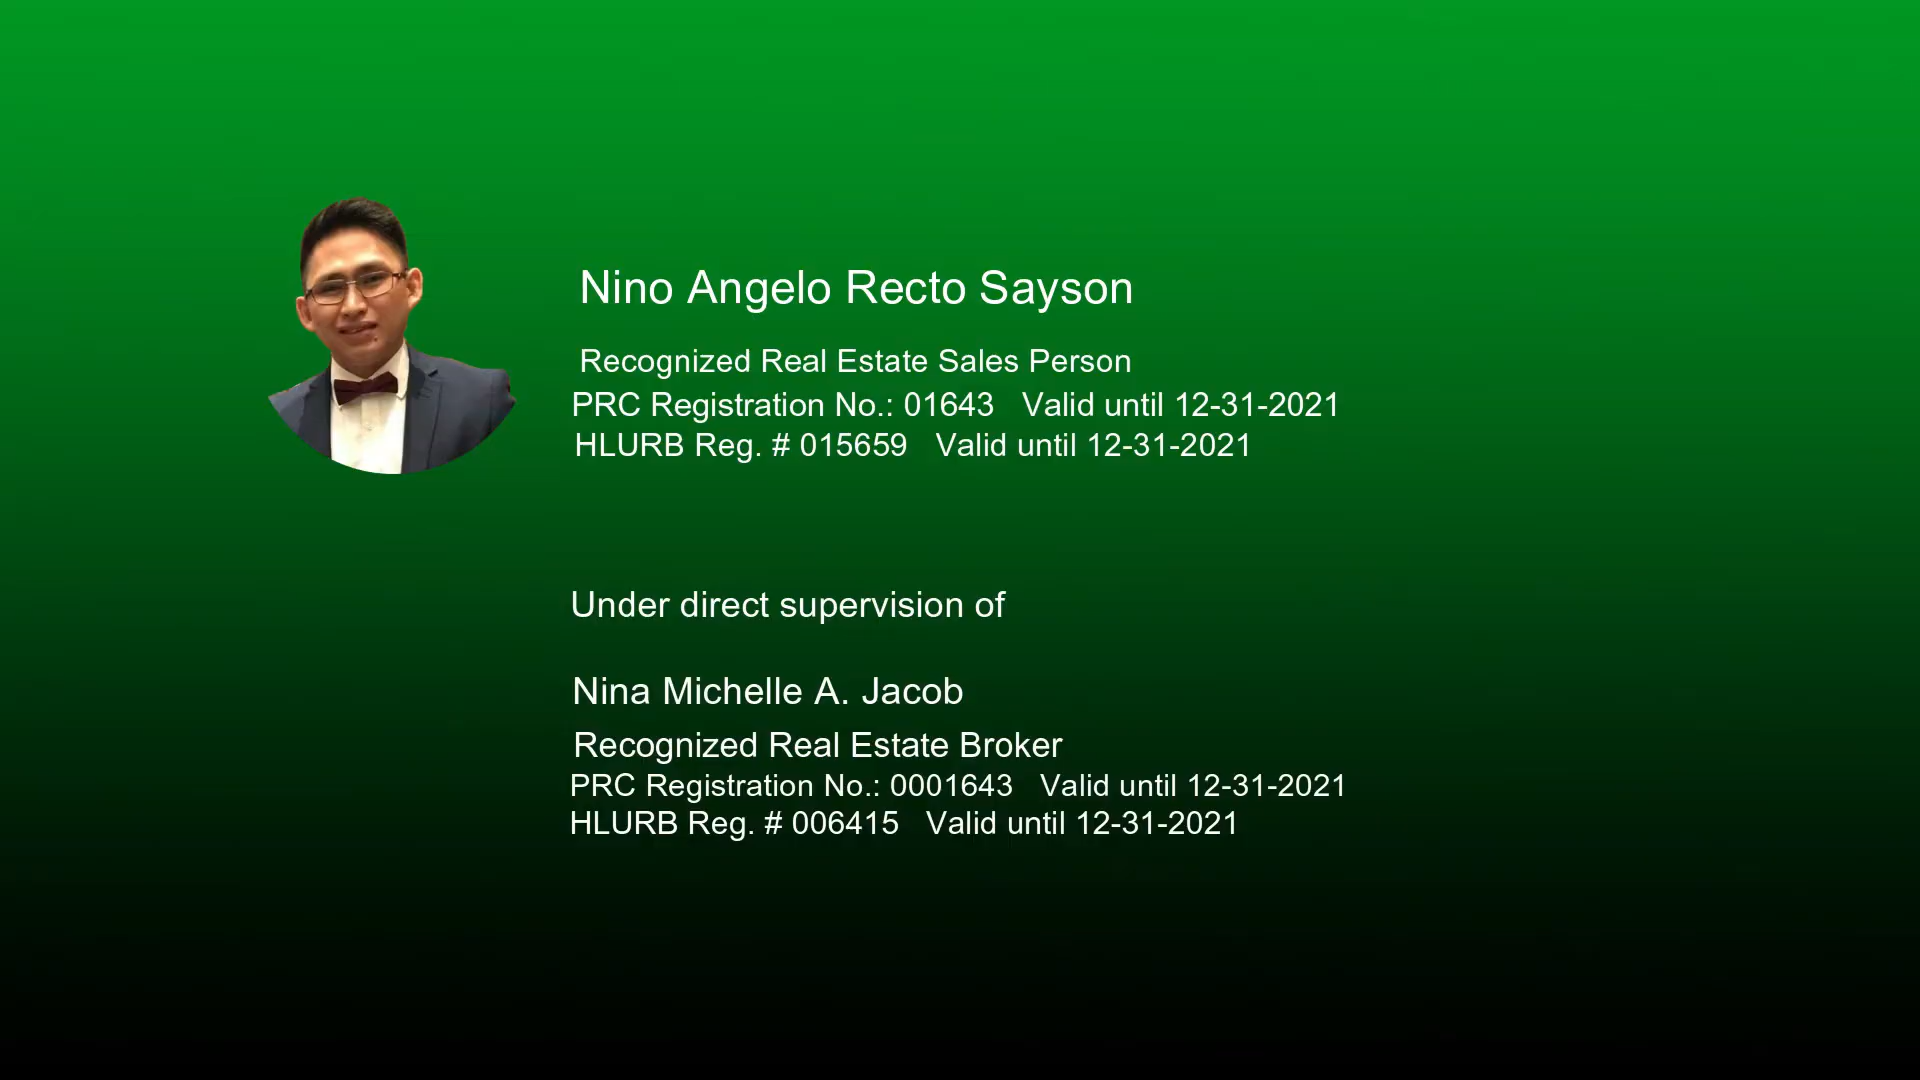 Nino Angelo Recto Sayson
Recognized Real Estate Sales Person
PRC Registration No.: 01643 Valid until 12-31-2021
HLURB Reg. # 015659 Valid until 12-31-2021
Under direct supervision of
Nina Michelle A. Jacob
Recognized Real Estate Broker
PRC Registration No.: 0001643 Valid until 12-31-2021
HLURB Reg. # 006415 Valid until 12-31-2021